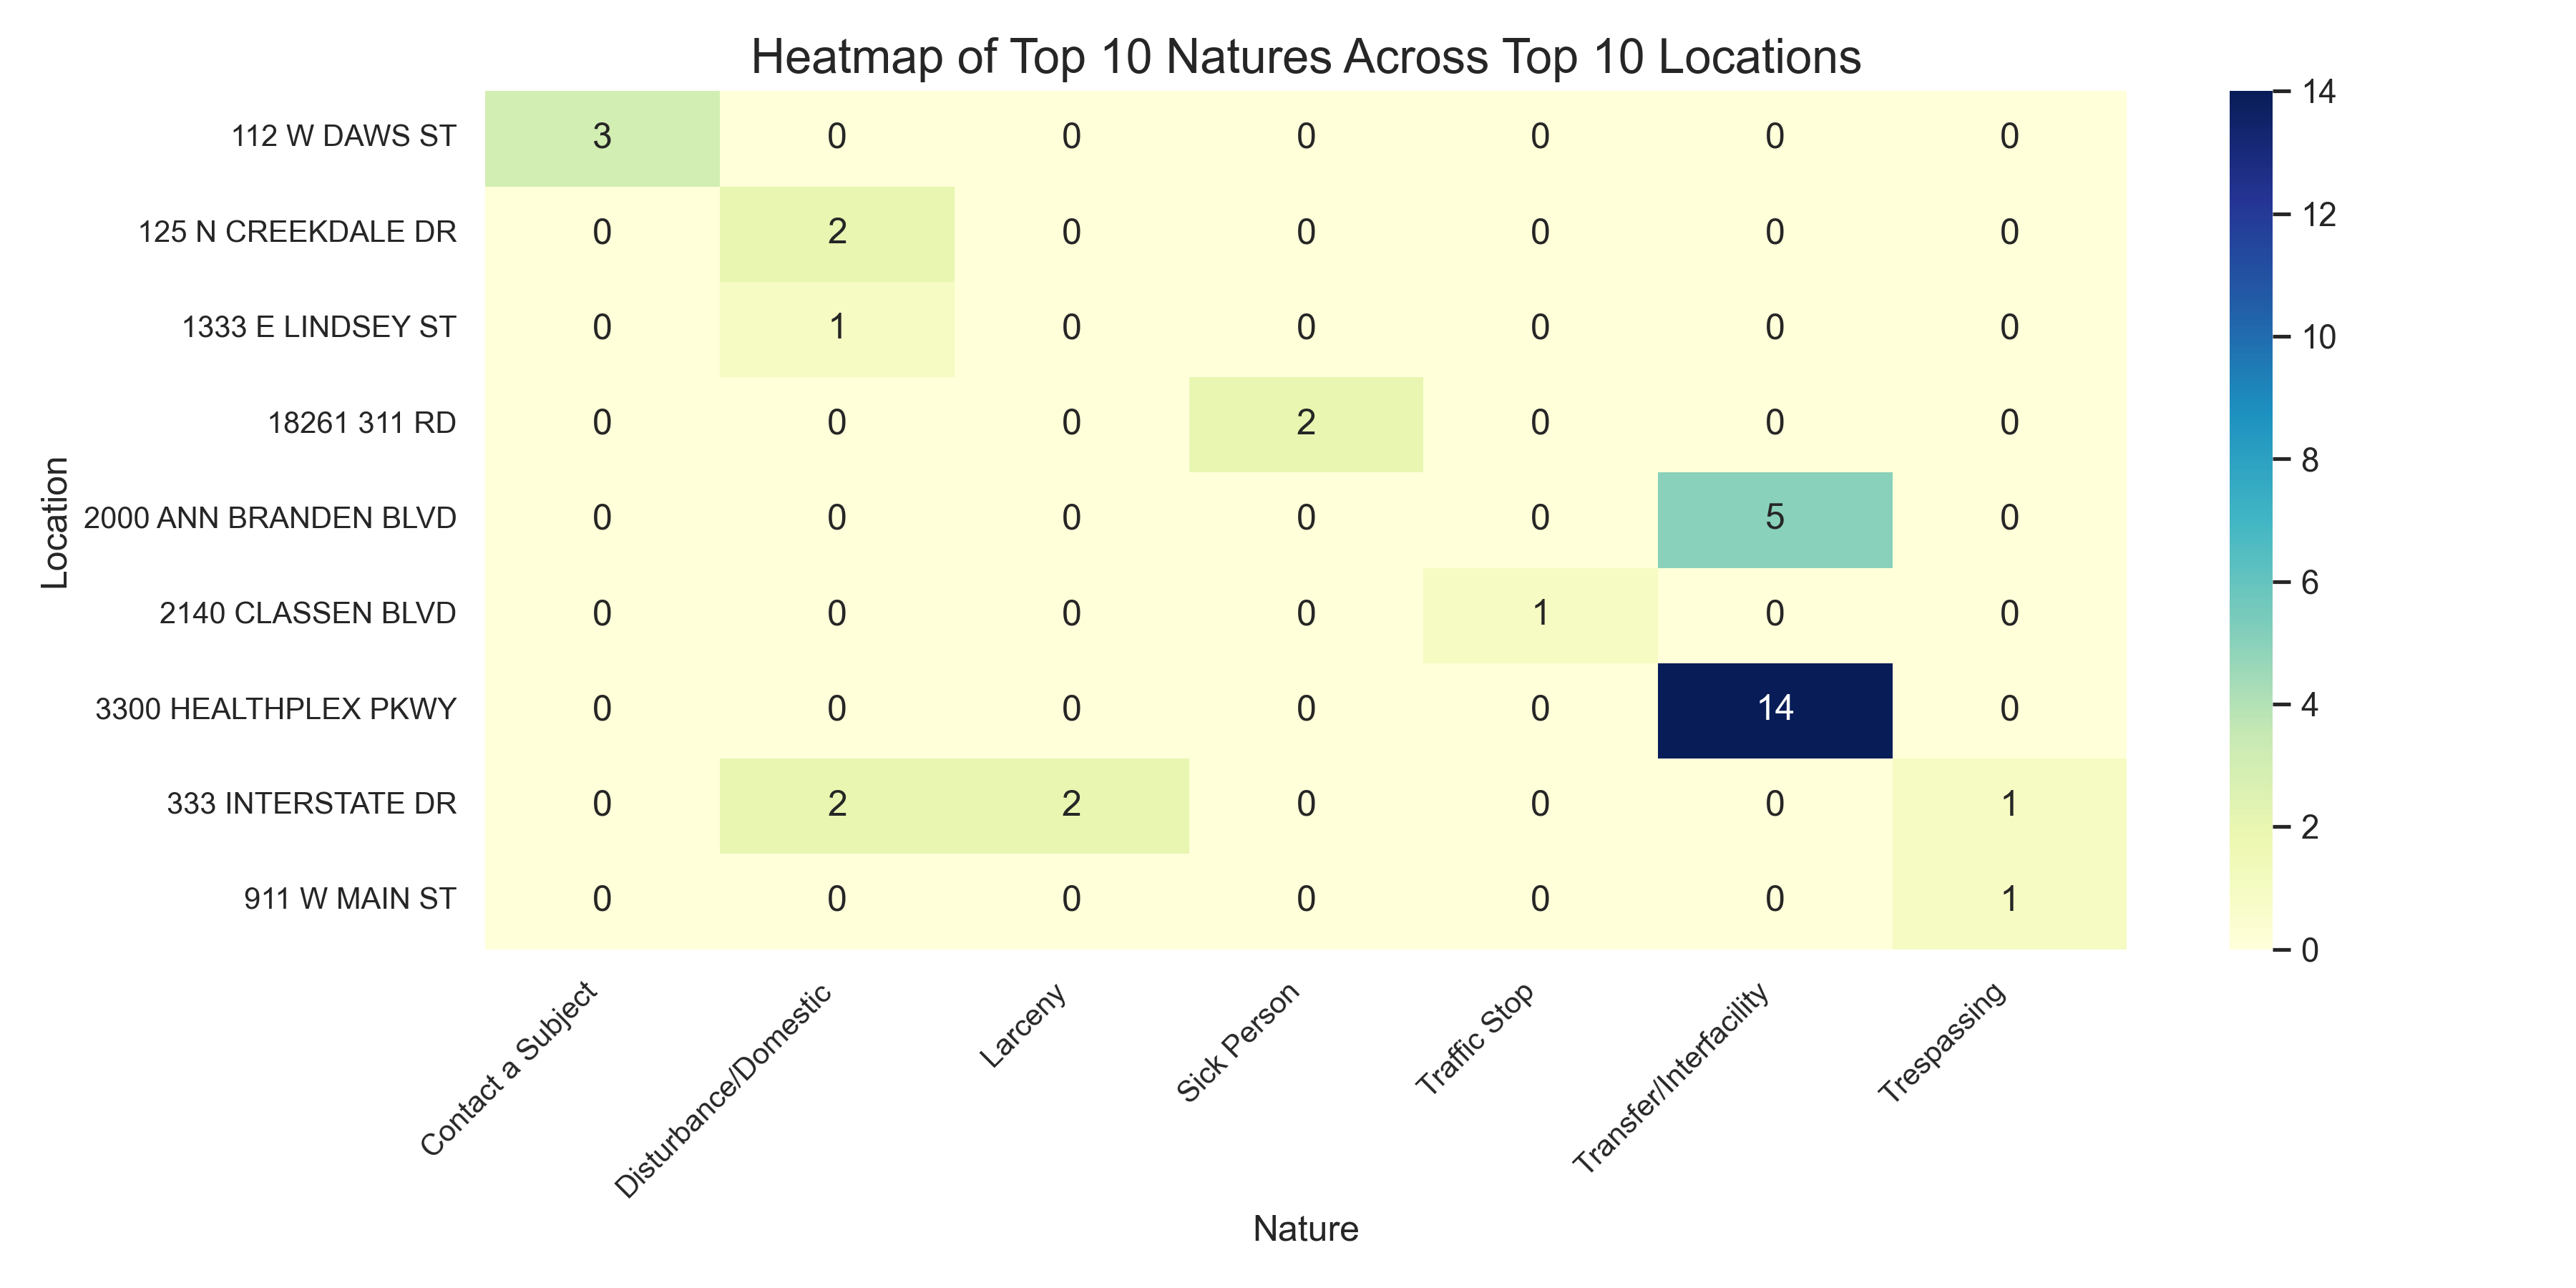 Heatmap of Top 10 Natures Across Top 10 Locations
112 W DAWS ST 3 0 0 0 0 0 0
125 N CREEKDALE DR 0 2 0 0 0 0 0
1333 E LINDSEY ST 0 1 0 0 0 0 0
18261 311 RD 0 0 0 2 0 0 0
2000 ANN BRANDEN BLVD 0 0 0 0 0 5 0
2140 CLASSEN BLVD 0 0 0 0 1 0 0
3300 HEALTHPLEX PKWY 0 0 0 0 0 14 0
333 INTERSTATE DR 0 2 2 0 0 0 1
911 W MAIN ST 0 0 0 0 0 0 1
Location
Contact a Subject
Disturbance/Domestic
Larceny
Sick Person
Traffic Stop
Transfer/Interfacility
Trespassing
Nature
14
12
10
8
6
4
2
0